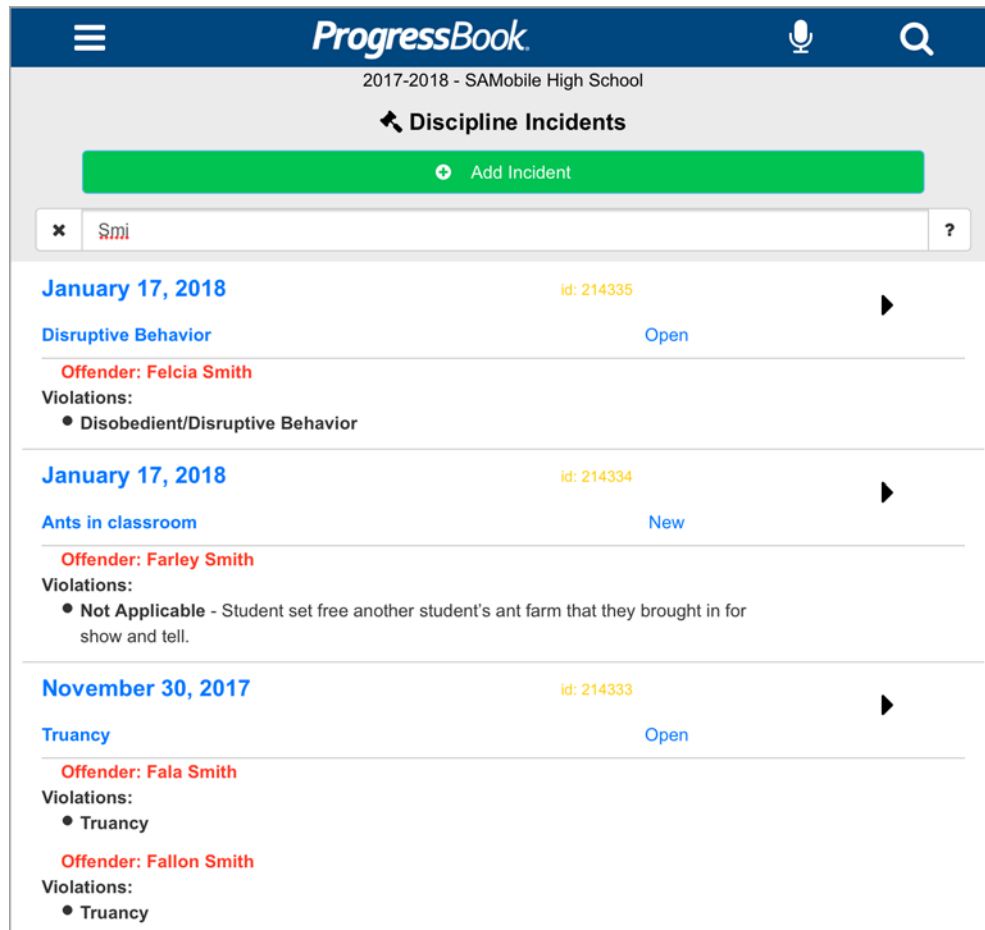 ProgressBook.
2017-2018 - SAMobile High School
Discipline Incidents
Add Incident
Smi
?
January 17, 2018 id: 214335
Disruptive Behavior Open
Offender: Felcia Smith
Violations:
• Disobedient/Disruptive Behavior
January 17, 2018 id: 214334
Ants in classroom New
Offender: Farley Smith
Violations:
• Not Applicable - Student set free another student's ant farm that they brought in for
show and tell.
November 30, 2017 id: 214333
Truancy Open
Offender: Fala Smith
Violations:
• Truancy
Offender: Fallon Smith
Violations:
• Truancy